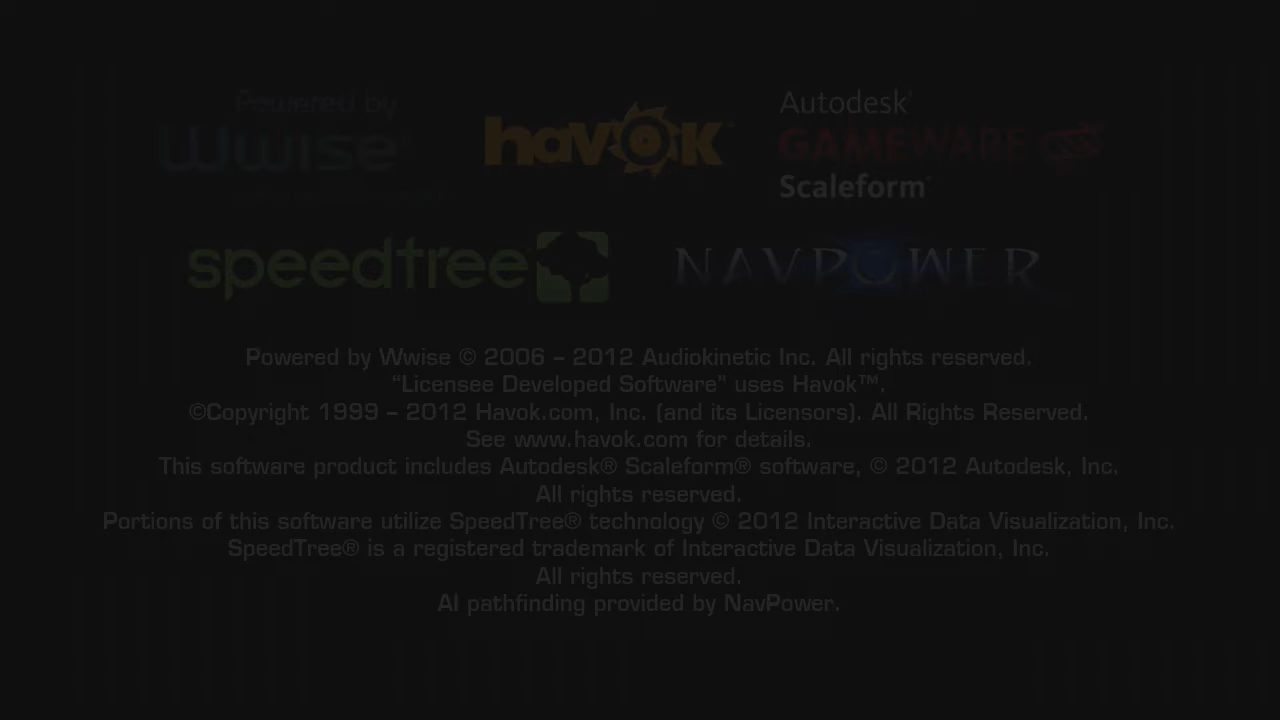 Powered by
Wwise
havok™
Autodesk®
GAMEWARE
Scaleform®
speedtree®
NAVPOWER
Powered by Wwise © 2006 – 2012 Audiokinetic Inc. All rights reserved.
“Licensee Developed Software” uses Havok™.
©Copyright 1999 – 2012 Havok.com, Inc. (and its Licensors). All Rights Reserved.
See www.havok.com for details.
This software product includes Autodesk® Scaleform® software, © 2012 Autodesk, Inc.
All rights reserved.
Portions of this software utilize SpeedTree® technology © 2012 Interactive Data Visualization, Inc.
SpeedTree® is a registered trademark of Interactive Data Visualization, Inc.
All rights reserved.
AI pathfinding provided by NavPower.